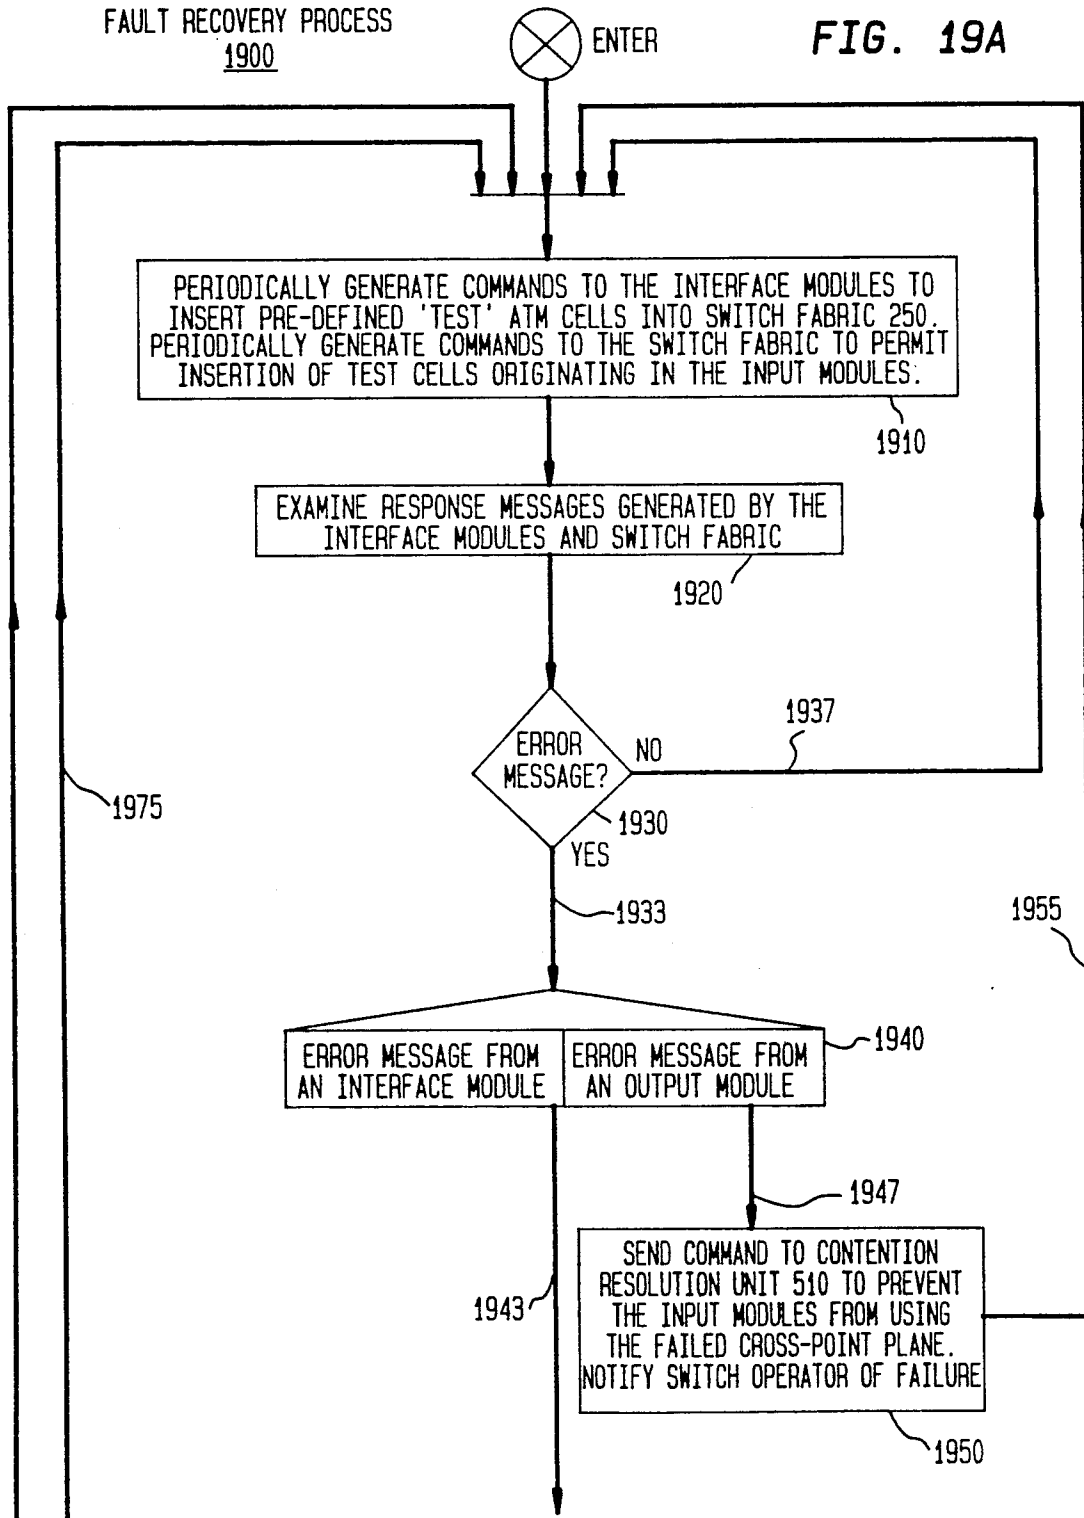 FAULT RECOVERY PROCESS
1900
ENTER
FIG. 19A
PERIODICALLY GENERATE COMMANDS TO THE INTERFACE MODULES TO
INSERT PRE-DEFINED 'TEST' ATM CELLS INTO SWITCH FABRIC 250.
PERIODICALLY GENERATE COMMANDS TO THE SWITCH FABRIC TO PERMIT
INSERTION OF TEST CELLS ORIGINATING IN THE INPUT MODULES.
1910
EXAMINE RESPONSE MESSAGES GENERATED BY THE
INTERFACE MODULES AND SWITCH FABRIC
1920
ERROR
MESSAGE?
NO
1937
1930
YES
1975
1933
1955
ERROR MESSAGE FROM
AN INTERFACE MODULE
ERROR MESSAGE FROM
AN OUTPUT MODULE
1940
1947
1943
SEND COMMAND TO CONTENTION
RESOLUTION UNIT 510 TO PREVENT
THE INPUT MODULES FROM USING
THE FAILED CROSS-POINT PLANE.
NOTIFY SWITCH OPERATOR OF FAILURE
1950